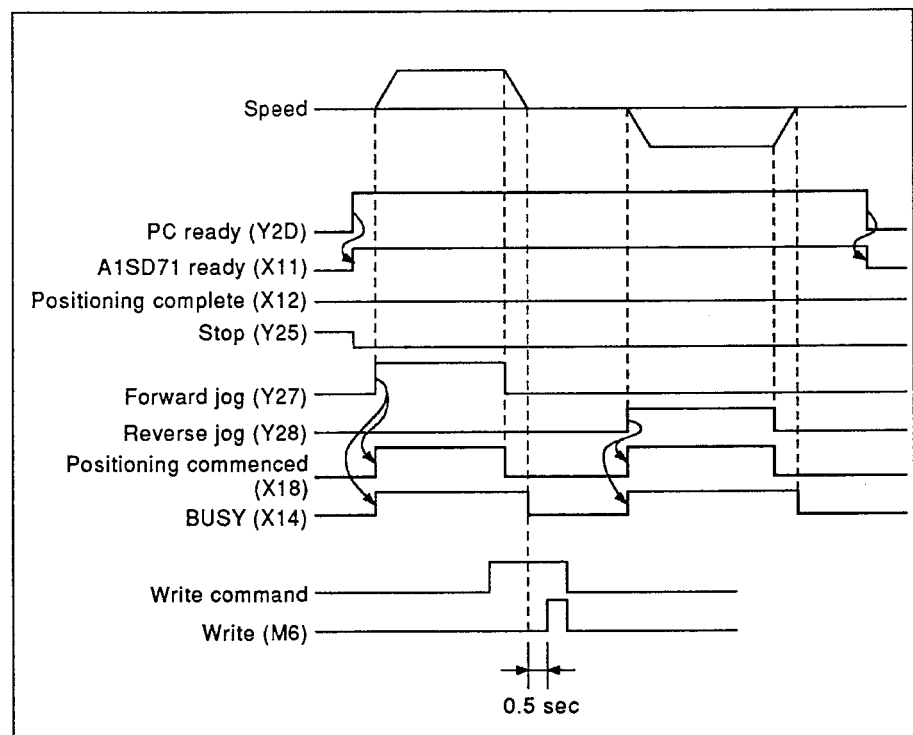 Speed
PC ready (Y2D)
A1SD71 ready (X11)
Positioning complete (X12)
Stop (Y25)
Forward jog (Y27)
Reverse jog (Y28)
Positioning commenced
(X18)
BUSY (X14)
Write command
Write (M6)
0.5 sec